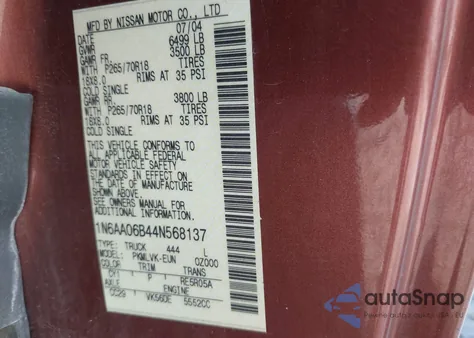 MFD BY NISSAN MOTOR CO., LTD
DATE 07/04
GVWR 6499 LB
GAWR FR. 3500 LB
WITH P265/70R18 TIRES
18X8.0 RIMS AT 35 PSI
COLD SINGLE
GAWR RR. 3800 LB
WITH P265/70R18 TIRES
18X8.0 RIMS AT 35 PSI
COLD SINGLE
THIS VEHICLE CONFORMS TO
ALL APPLICABLE FEDERAL
MOTOR VEHICLE SAFETY
STANDARDS IN EFFECT ON
THE DATE OF MANUFACTURE
SHOWN ABOVE.
SEE OWNERS MANUAL FOR
ADDITIONAL INFORMATION
1N6AA06B44N568137
TYPE: TRUCK 444 L
MODEL: PKMLVK-EUN 0Z000
COLOR TRIM TRANS
P RE5R05A
AXLE ENGINE
CC29 VK56DE 5552CC
autoSnap